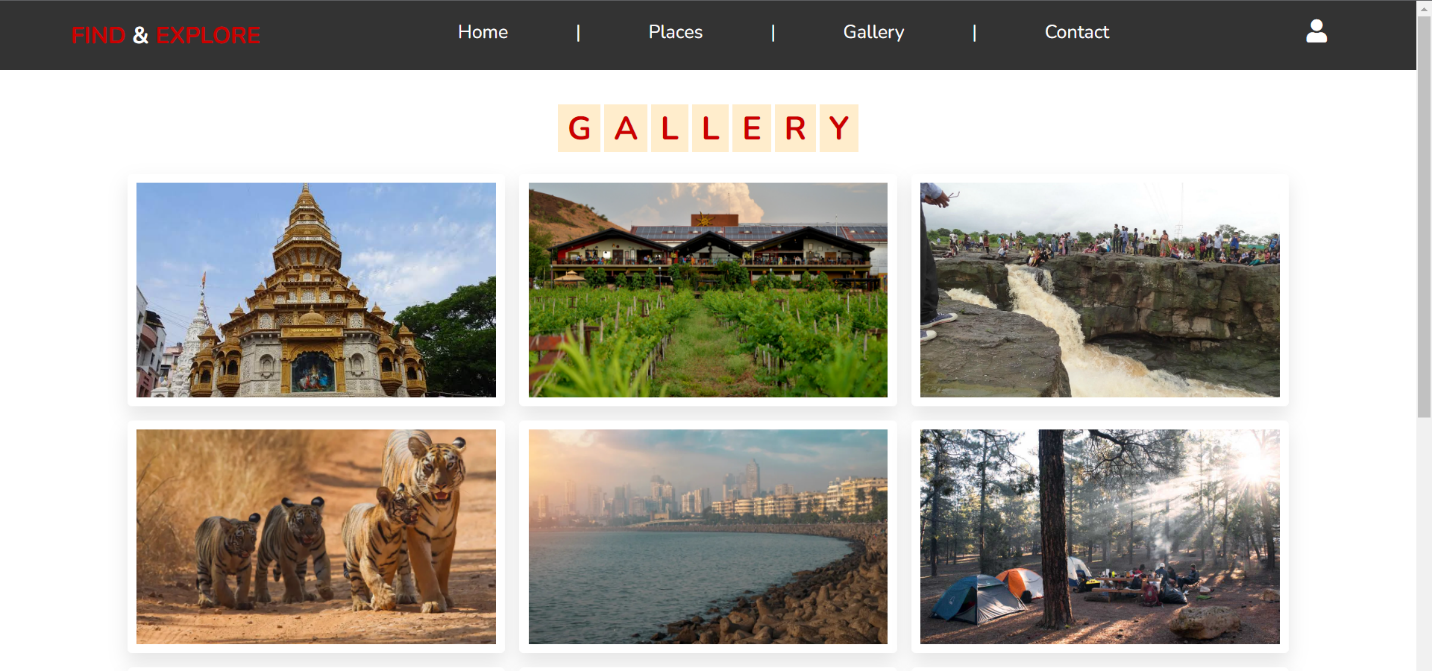 FIND & EXPLORE
Home | Places | Gallery | Contact
GALLERY